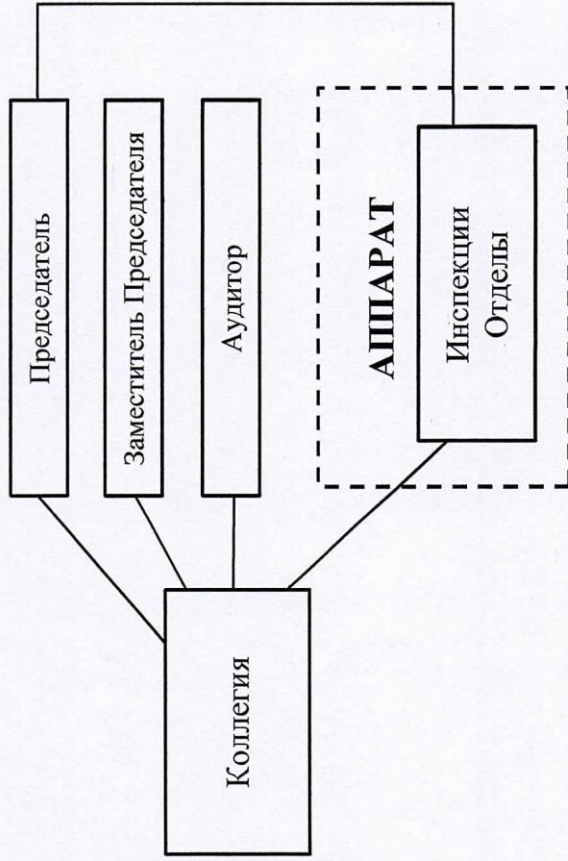 Коллегия
Председатель
Заместитель Председателя
Аудитор
АППАРАТ
Инспекции
Отделы